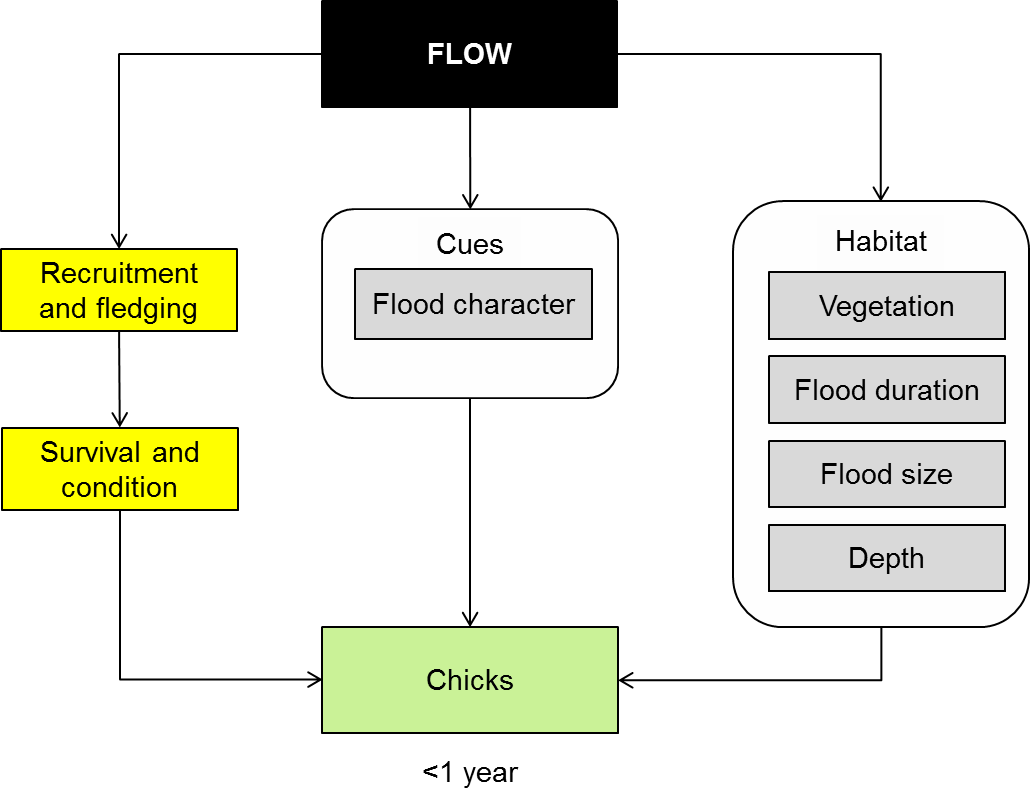 FLOW
Recruitment
and fledging
Survival and
condition
Cues
Flood character
Habitat
Vegetation
Flood duration
Flood size
Depth
Chicks
<1 year